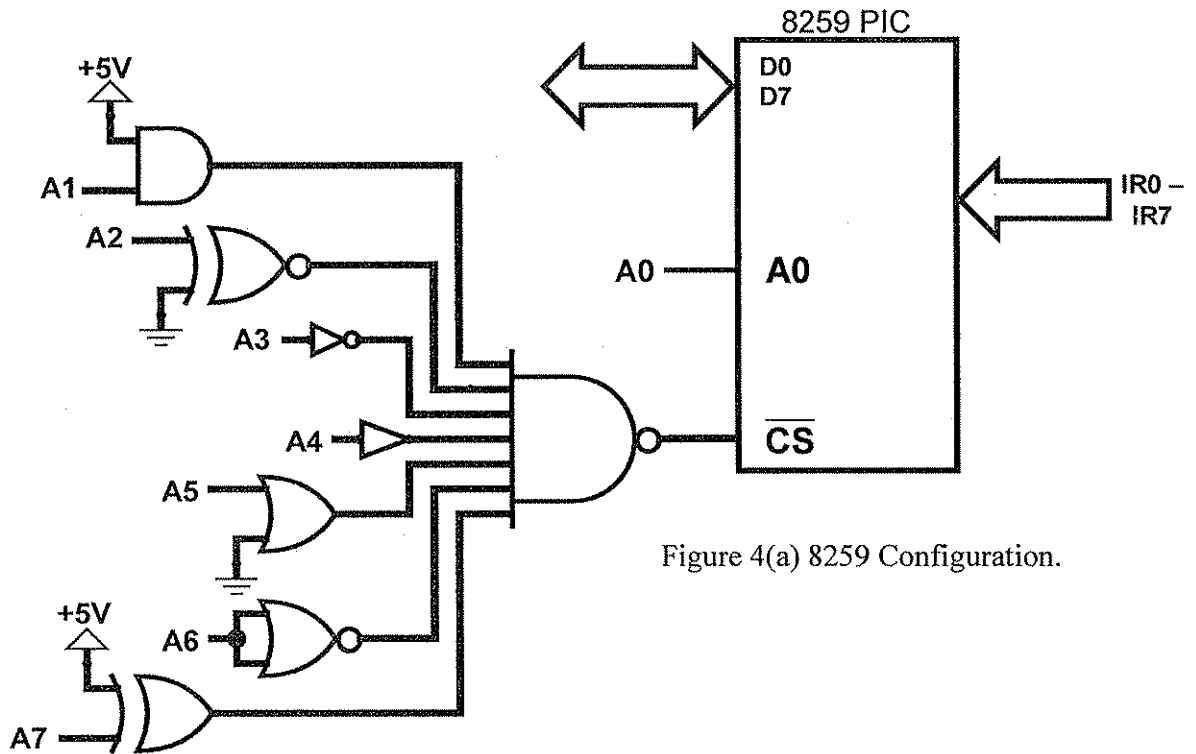 8259 PIC
+5V
D0
D7
A1
IR0 –
IR7
A2
A0
A0
A3
A4
CS
A5
Figure 4(a) 8259 Configuration.
+5V
A6
A7